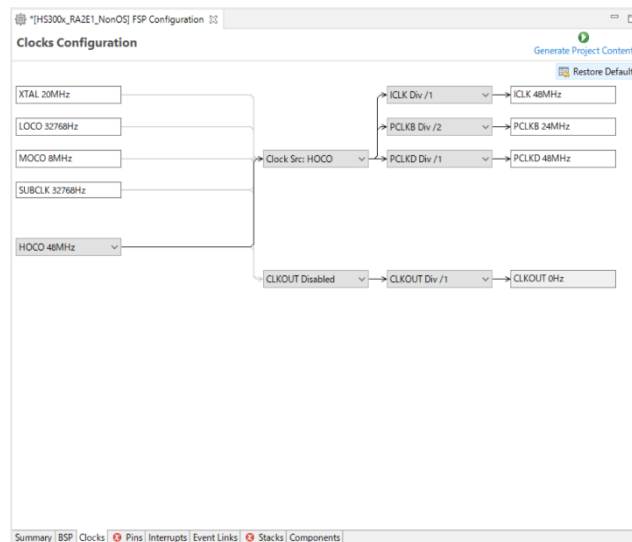 *[HS300x_RA2E1_NonOS] FSP Configuration
Clocks Configuration
Generate Project Content
Restore Default
XTAL 20MHz
ICLK Div /1
ICLK 48MHz
LOCO 32768Hz
PCLKB Div /2
PCLKB 24MHz
MOCO 8MHz
Clock Src: HOCO
PCLKD Div /1
PCLKD 48MHz
SUBCLK 32768Hz
HOCO 48MHz
CLKOUT Disabled
CLKOUT Div /1
CLKOUT 0Hz
Summary BSP Clocks Pins Interrupts Event Links Stacks Components